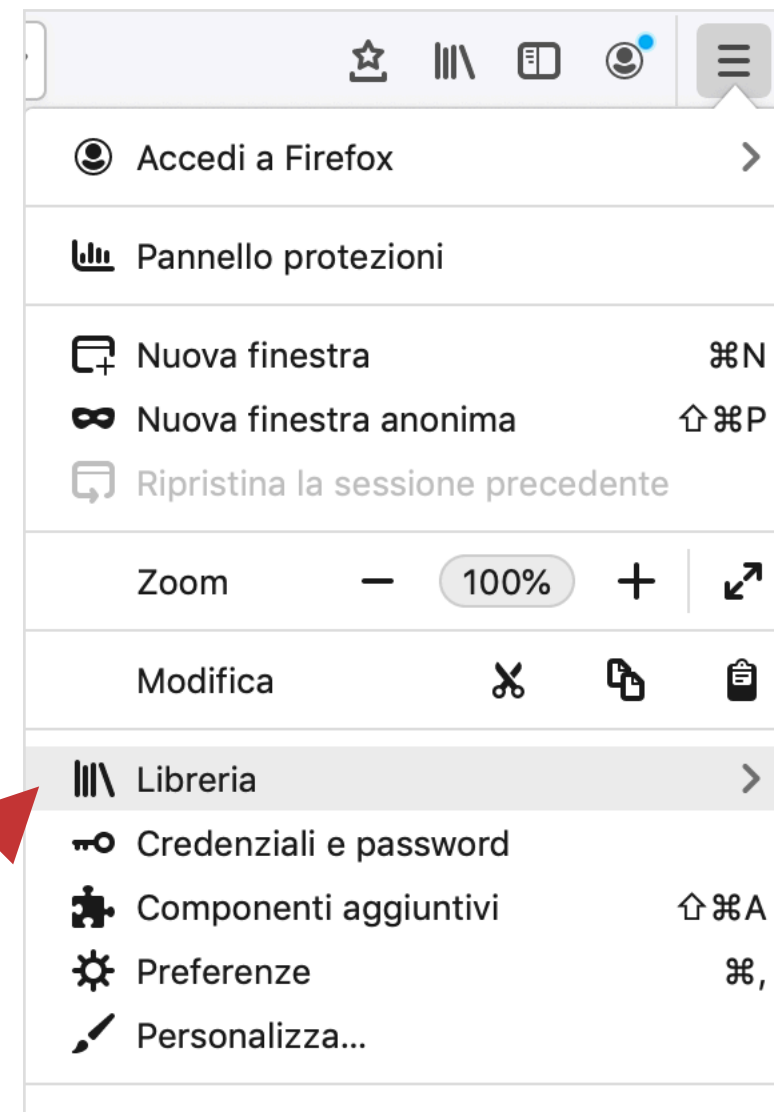 Accedi a Firefox
Pannello protezioni
Nuova finestra ⌘N
Nuova finestra anonima ⇧⌘P
Ripristina la sessione precedente
Zoom 100%
Modifica
Libreria
Credenziali e password
Componenti aggiuntivi ⇧⌘A
Preferenze ⌘,
Personalizza...